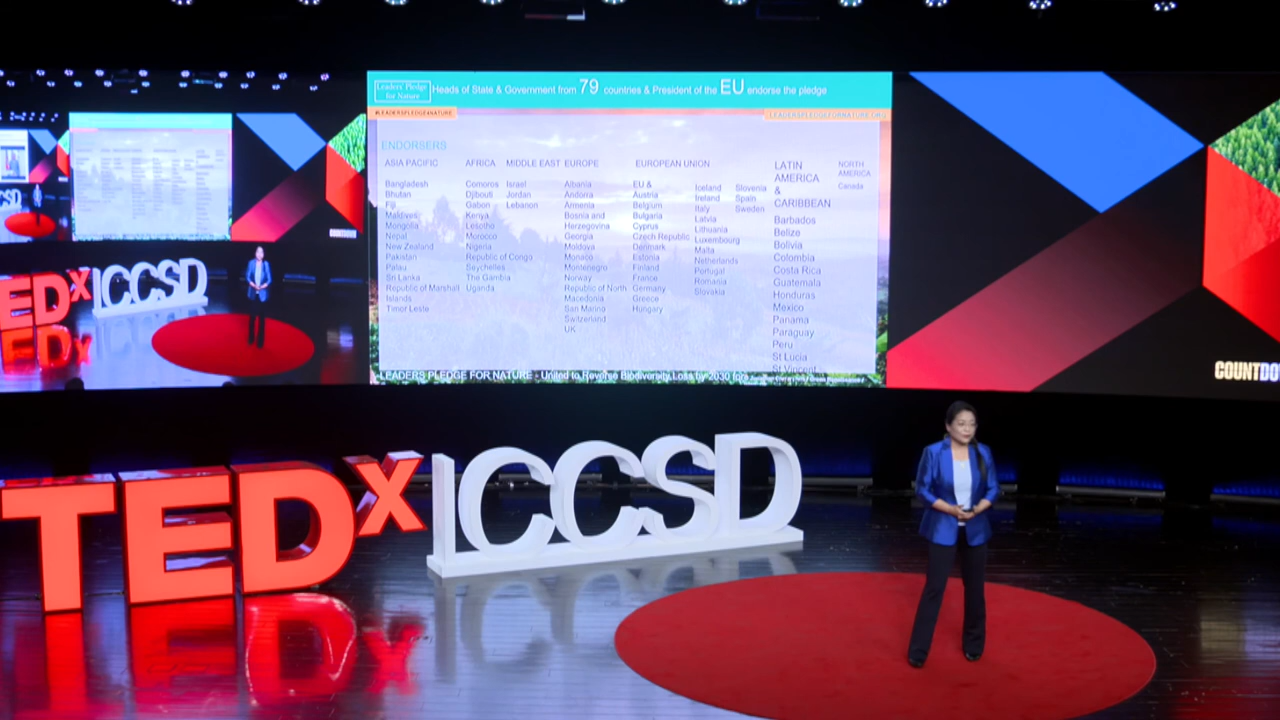 Leaders' Pledge
for Nature
Heads of State & Government from 79 countries & President of the EU endorse the pledge
#LEADERSPLEDGE4NATURE
LEADERSPLEDGEFORNATURE.ORG
ENDORSERS
ASIA PACIFIC
Bangladesh
Bhutan
Fiji
Maldives
Mongolia
Nepal
New Zealand
Pakistan
Palau
Sri Lanka
Republic of Marshall
Islands
Timor Leste
AFRICA
Comoros
Djibouti
Gabon
Kenya
Lesotho
Morocco
Nigeria
Republic of Congo
Seychelles
The Gambia
Uganda
MIDDLE EAST
Israel
Jordan
Lebanon
EUROPE
Albania
Andorra
Armenia
Bosnia and
Herzegovina
Georgia
Moldova
Monaco
Montenegro
Norway
Republic of North
Macedonia
San Marino
Switzerland
UK
EUROPEAN UNION
EU &
Austria
Belgium
Bulgaria
Cyprus
Czech Republic
Denmark
Estonia
Finland
France
Germany
Greece
Hungary
Iceland
Ireland
Italy
Latvia
Lithuania
Luxembourg
Malta
Netherlands
Portugal
Romania
Slovakia
Slovenia
Spain
Sweden
LATIN
AMERICA
&
CARIBBEAN
Barbados
Belize
Bolivia
Colombia
Costa Rica
Guatemala
Honduras
Mexico
Panama
Paraguay
Peru
St Lucia
St Vincent
NORTH
AMERICA
Canada
LEADERS PLEDGE FOR NATURE - United to Reverse Biodiversity Loss by 2030 for
COUNTDO
COUNTDO
TEDx ICCSD
TEDx ICCSD